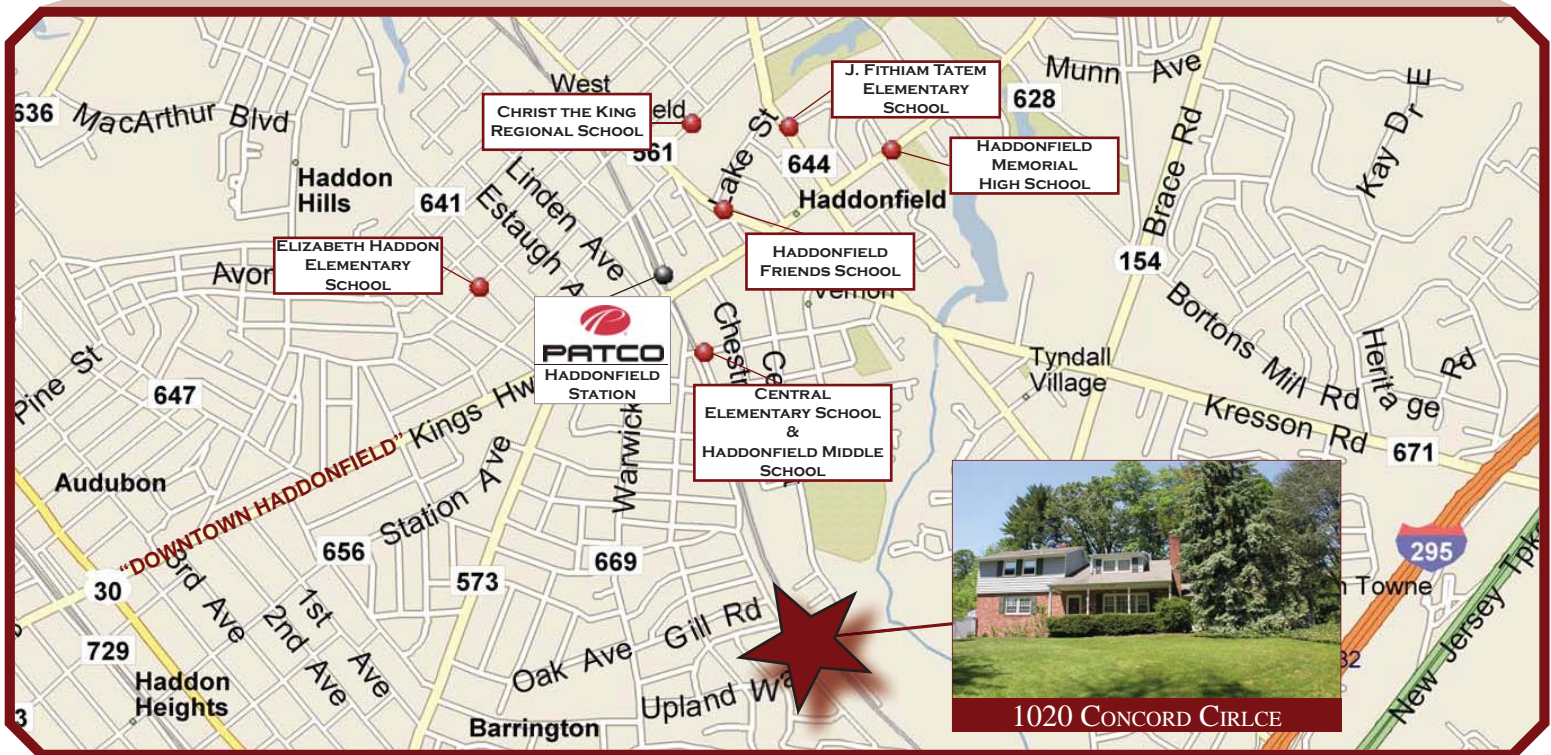 636
MacArthur Blvd
West
eld
CHRIST THE KING
REGIONAL SCHOOL
561
Lake St
J. FITHIAM TATEM
ELEMENTARY
SCHOOL
644
628
Munn Ave
HADDONFIELD
MEMORIAL
HIGH SCHOOL
Brace Rd
Kay Dr E
Haddon
Hills
641
Linden Ave
Estaugh A
Haddonfield
HADDONFIELD
FRIENDS SCHOOL
Vernon
154
ELIZABETH HADDON
ELEMENTARY
SCHOOL
Avon
PATCO
HADDONFIELD
STATION
Chest
Ce
CENTRAL
ELEMENTARY SCHOOL
&
HADDONFIELD MIDDLE
SCHOOL
Tyndall
Village
Bortons Mill Rd
Heritage Rd
Kresson Rd
671
Pine St
647
"DOWNTOWN HADDONFIELD"
Kings Hw
Station Ave
Warwick
Audubon
656
573
669
30
3rd Ave
2nd Ave
1st Ave
729
Haddon
Heights
3
Oak Ave
Gill Rd
Upland Wa
Barrington
295
n Towne
New Jersey Tpk
1020 CONCORD CIRLCE